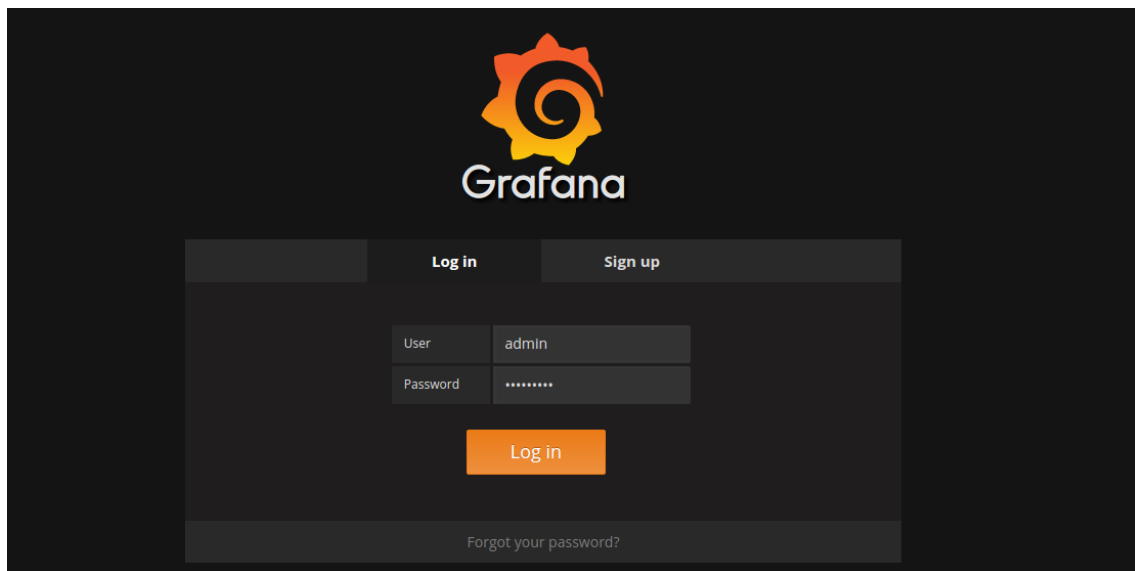 Grafana
Log in Sign up
User admin
Password •••••••••
Log in
Forgot your password?